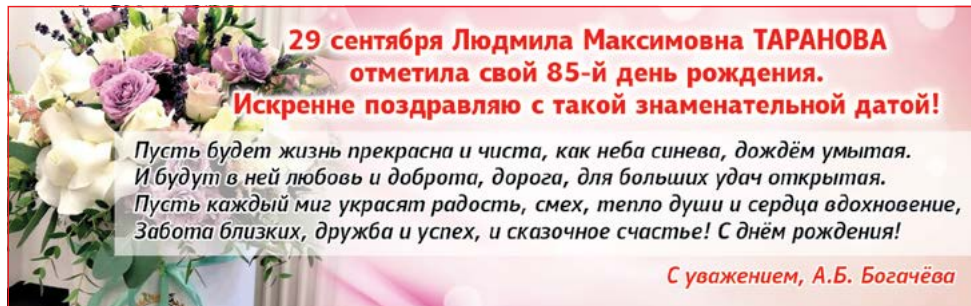 29 сентября Людмила Максимовна ТАРАНОВА
отметила свой 85-й день рождения.
Искренне поздравляю с такой знаменательной датой!
Пусть будет жизнь прекрасна и чиста, как неба синева, дождём умытая.
И будут в ней любовь и доброта, дорога, для больших удач открытая.
Пусть каждый миг украсят радость, смех, тепло души и сердца вдохновение,
Забота близких, дружба и успех, и сказочное счастье! С днём рождения!
С уважением, А.Б. Богачёва